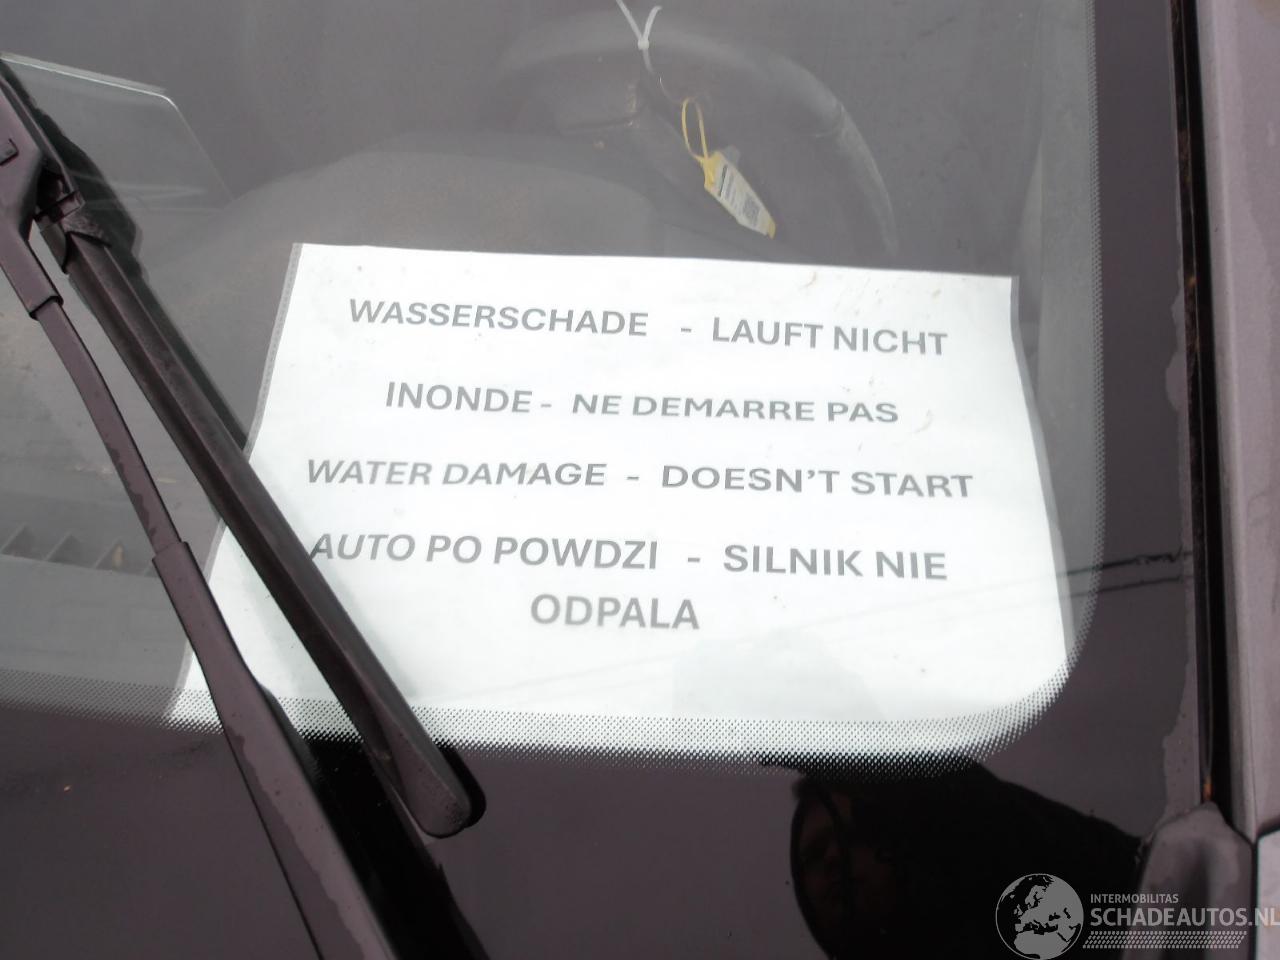 WASSERSCHADE - LAUFT NICHT
INONDE - NE DEMARRE PAS
WATER DAMAGE - DOESN'T START
AUTO PO POWDZI - SILNIK NIE
ODPALA
INTERMOBILITAS
SCHADEAUTOS.NL